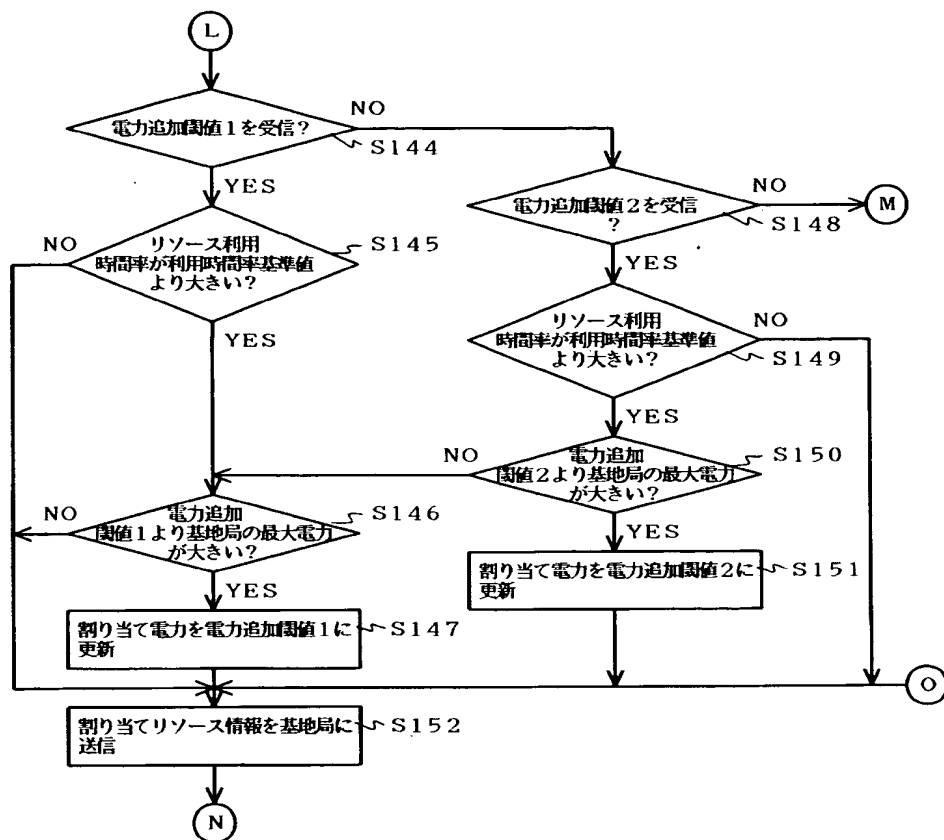 L
NO
電力追加閾値1を受信?
S144
YES
NO
リソース利用
時間率が利用時間率基準値
より大きい?
S145
YES
電力追加閾値2を受信
?
NO
M
S148
YES
リソース利用
時間率が利用時間率基準値
より大きい?
NO
S149
YES
NO
電力追加
閾値2より基地局の最大電力
が大きい?
S150
NO
電力追加
閾値1より基地局の最大電力
が大きい?
S146
YES
YES
割り当て電力を電力追加閾値2に
更新
S151
割り当て電力を電力追加閾値1に
更新
S147
O
割り当てリソース情報を基地局に
送信
S152
N